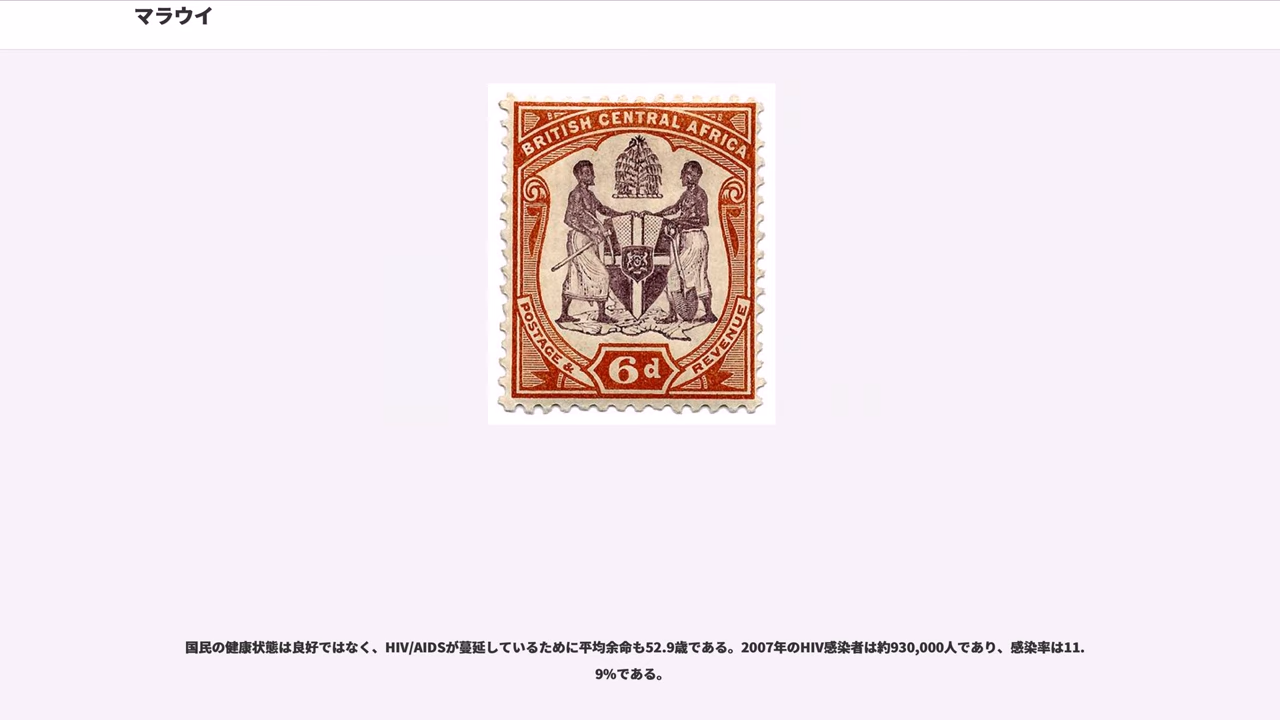 マラウイ
BRITISH CENTRAL AFRICA
POSTAGE &
REVENUE
6d
国民の健康状態は良好ではなく、HIV/AIDSが蔓延しているために平均余命も52.9歳である。2007年のHIV感染者は約930,000人であり、感染率は11.
9%である。